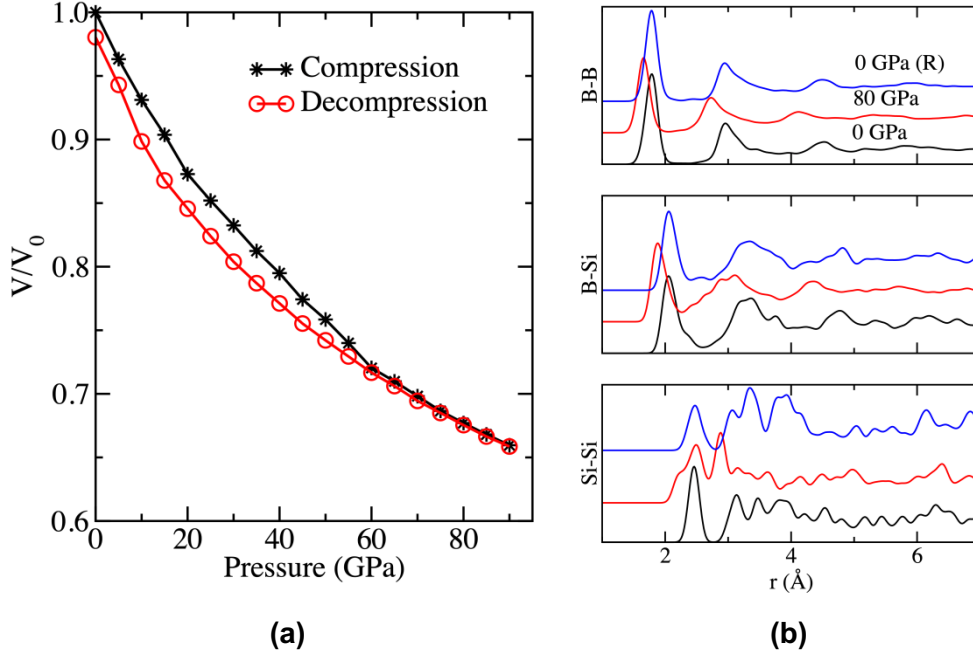 1.0
0.9
0.8
0.7
0.6
V/V₀
Compression
Decompression
0 20 40 60 80
Pressure (GPa)
(a)
B-B
0 GPa (R)
80 GPa
0 GPa
B-Si
Si-Si
2 4 6
r (Å)
(b)